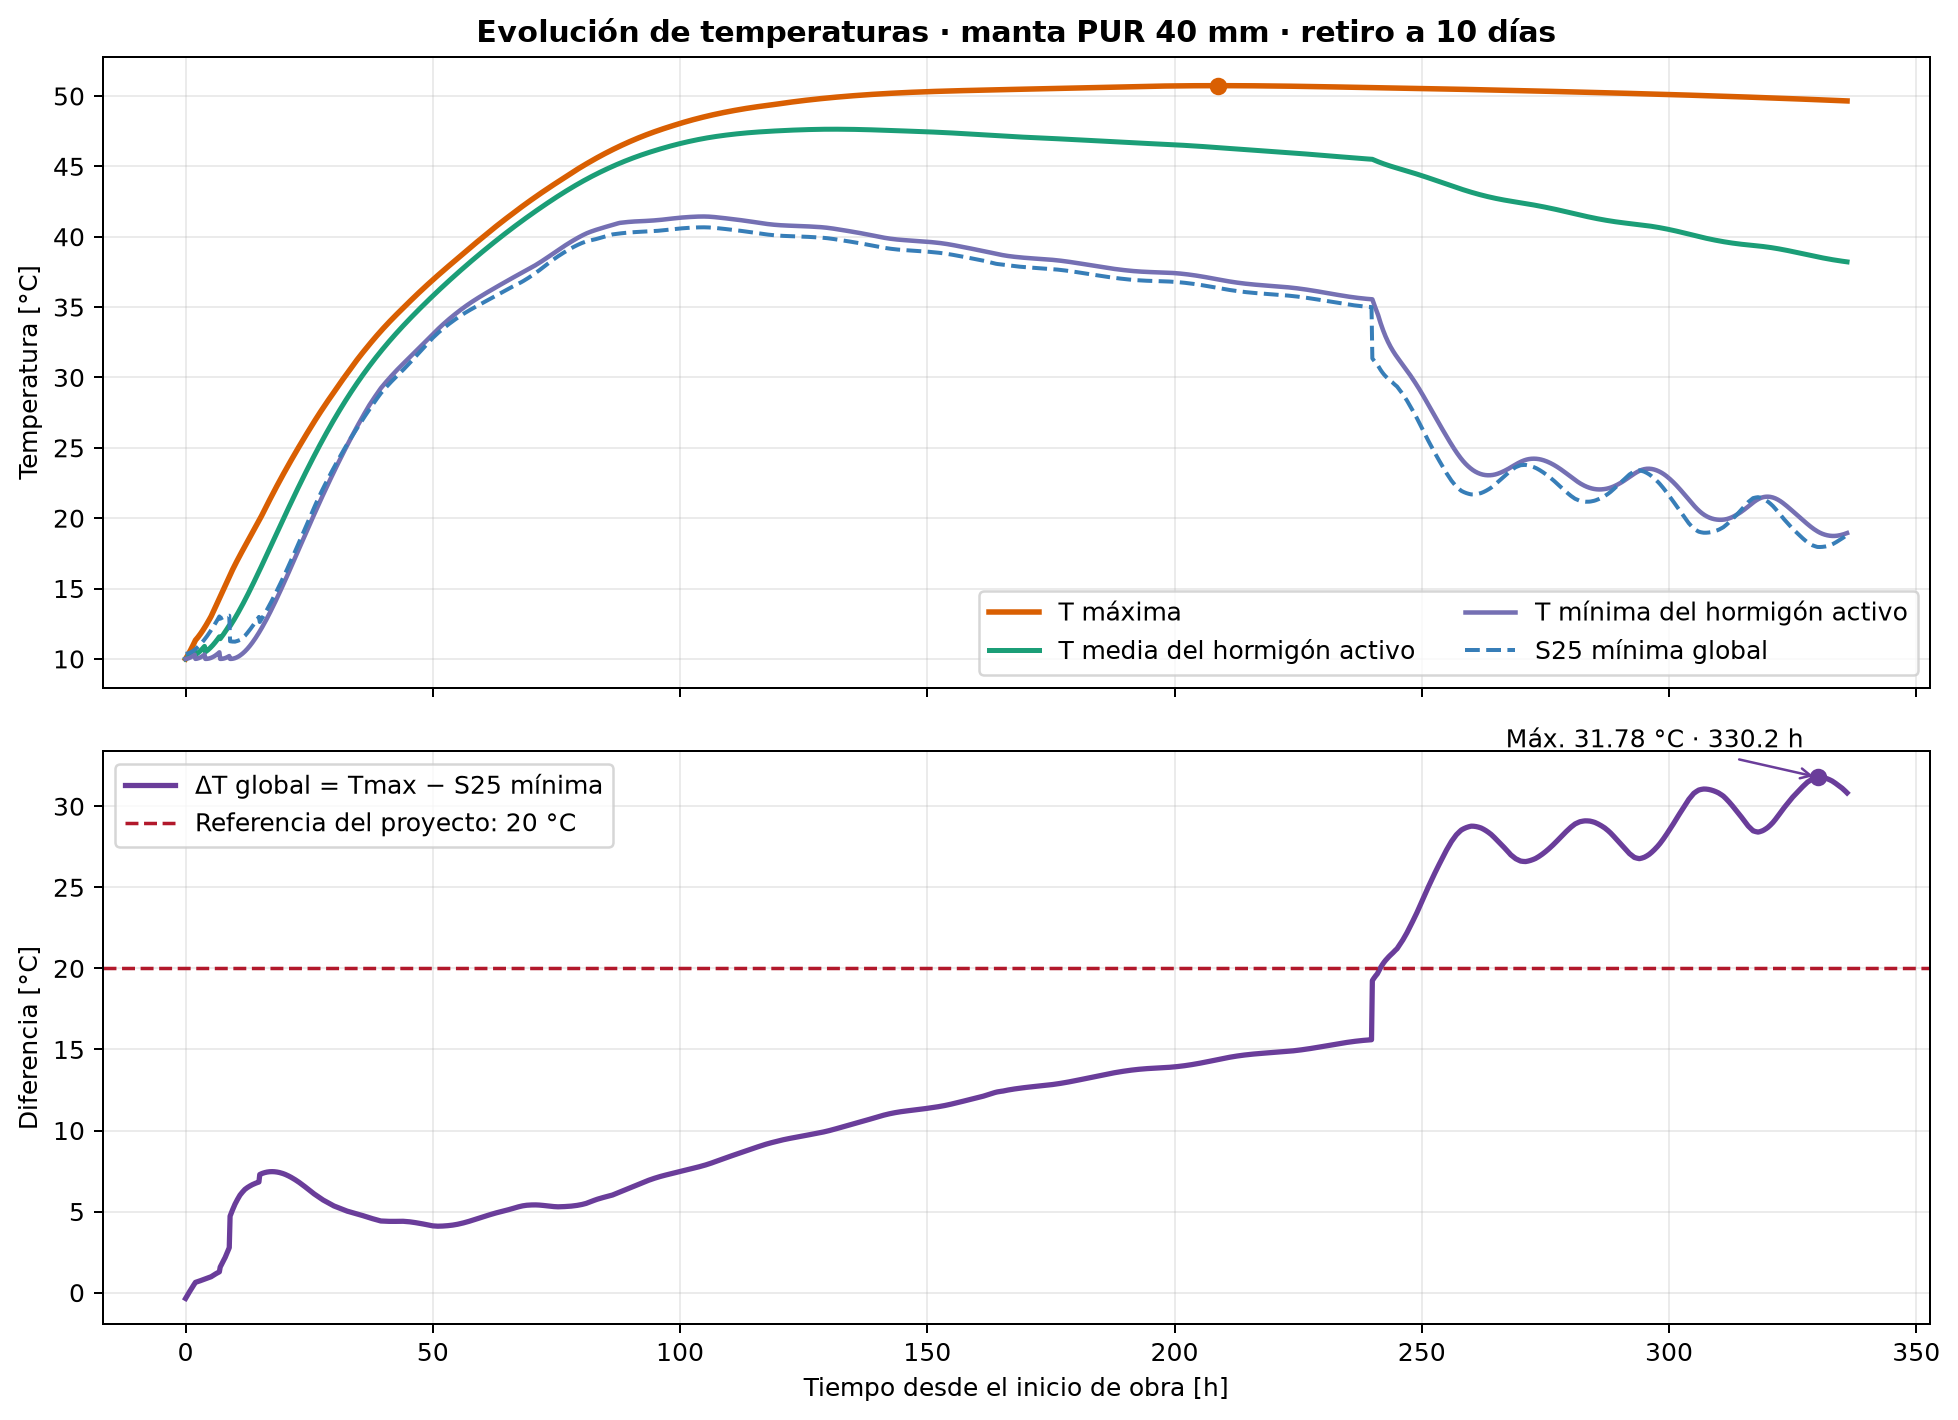 Evolución de temperaturas · manta PUR 40 mm · retiro a 10 días
Temperatura [°C]
50
45
40
35
30
25
20
15
10
T máxima
T media del hormigón activo
T mínima del hormigón activo
S25 mínima global
Máx. 31.78 °C · 330.2 h
ΔT global = Tmax − S25 mínima
Referencia del proyecto: 20 °C
Diferencia [°C]
30
25
20
15
10
5
0
0 50 100 150 200 250 300 350
Tiempo desde el inicio de obra [h]